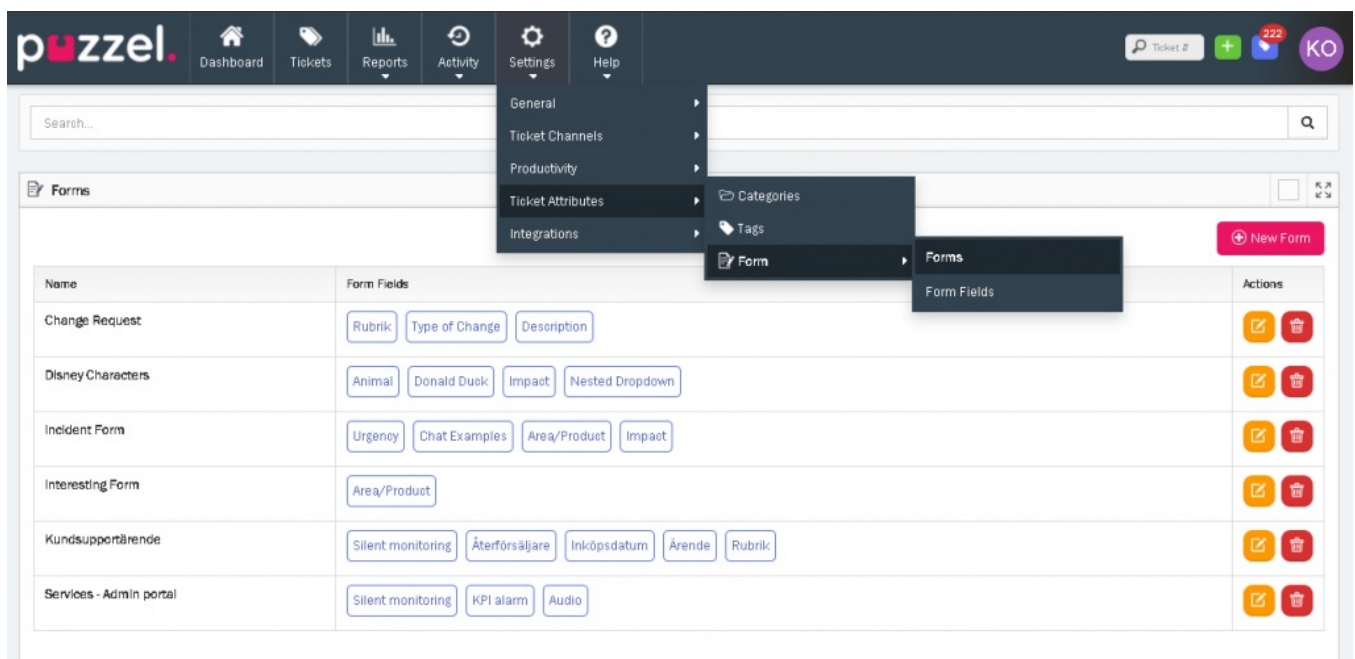 puzzel.
Dashboard
Tickets
Reports
Activity
Settings
Help
Ticket #
222
KO
General
Search...
Ticket Channels
Productivity
Forms
Ticket Attributes
Categories
Integrations
Tags
New Form
Form
Forms
Form Fields
Name
Form Fields
Actions
Change Request
Rubrik Type of Change Description
Disney Characters
Animal Donald Duck Impact Nested Dropdown
Incident Form
Urgency Chat Examples Area/Product Impact
Interesting Form
Area/Product
Kundsupportärende
Silent monitoring Återförsäljare Inköpsdatum Ärende Rubrik
Services - Admin portal
Silent monitoring KPI alarm Audio